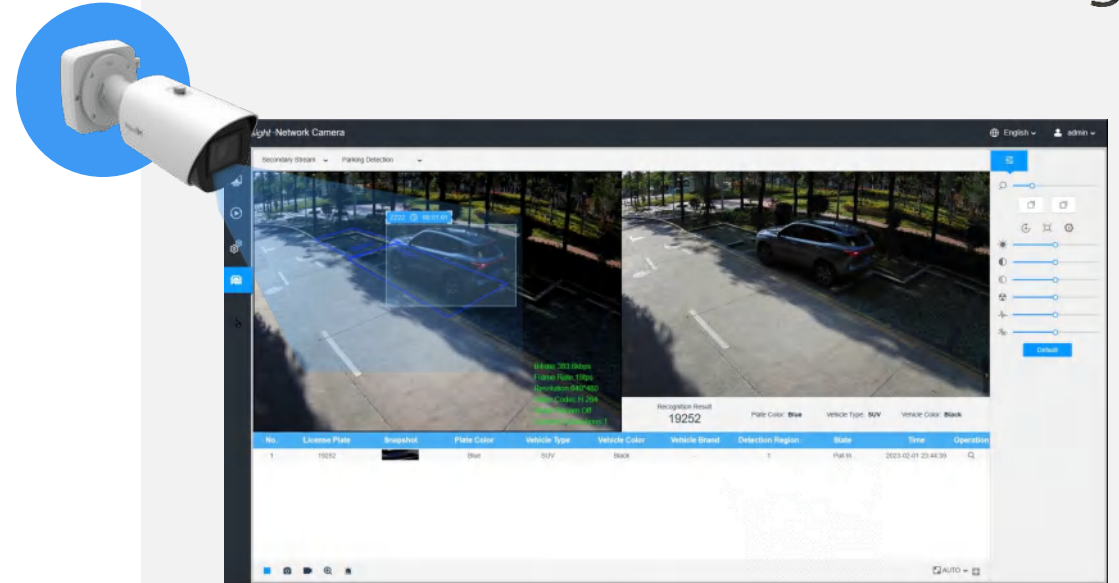 Network Camera
English
admin
Secondary Stream
Parking Detection
Default
Recognition Result
19252
Plate Color: Blue
Vehicle Type: SUV
Vehicle Color: Black
No. License Plate Snapshot Plate Color Vehicle Type Vehicle Color Vehicle Brand Detection Region State Time Operation
1 19252 Blue SUV Black - 1 Pull In 2023-02-01 23:44:39
AUTO